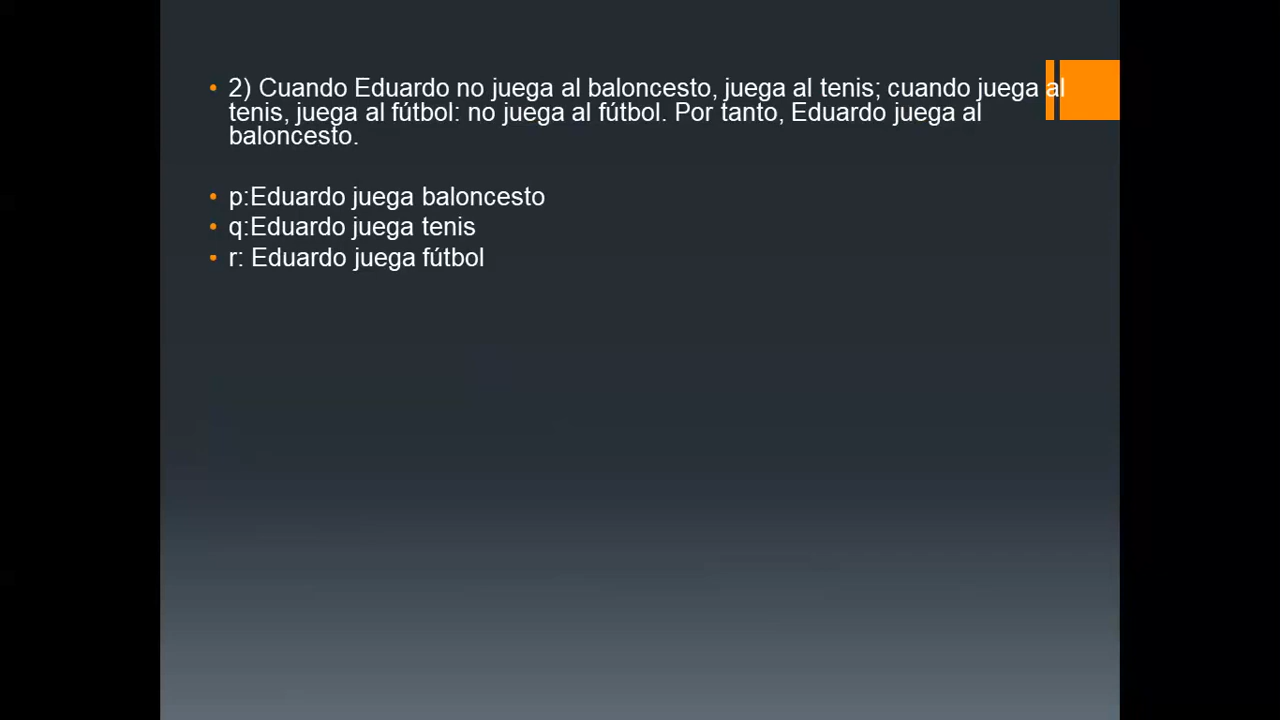 • 2) Cuando Eduardo no juega al baloncesto, juega al tenis; cuando juega al
tenis, juega al fútbol: no juega al fútbol. Por tanto, Eduardo juega al
baloncesto.
• p:Eduardo juega baloncesto
• q:Eduardo juega tenis
• r: Eduardo juega fútbol